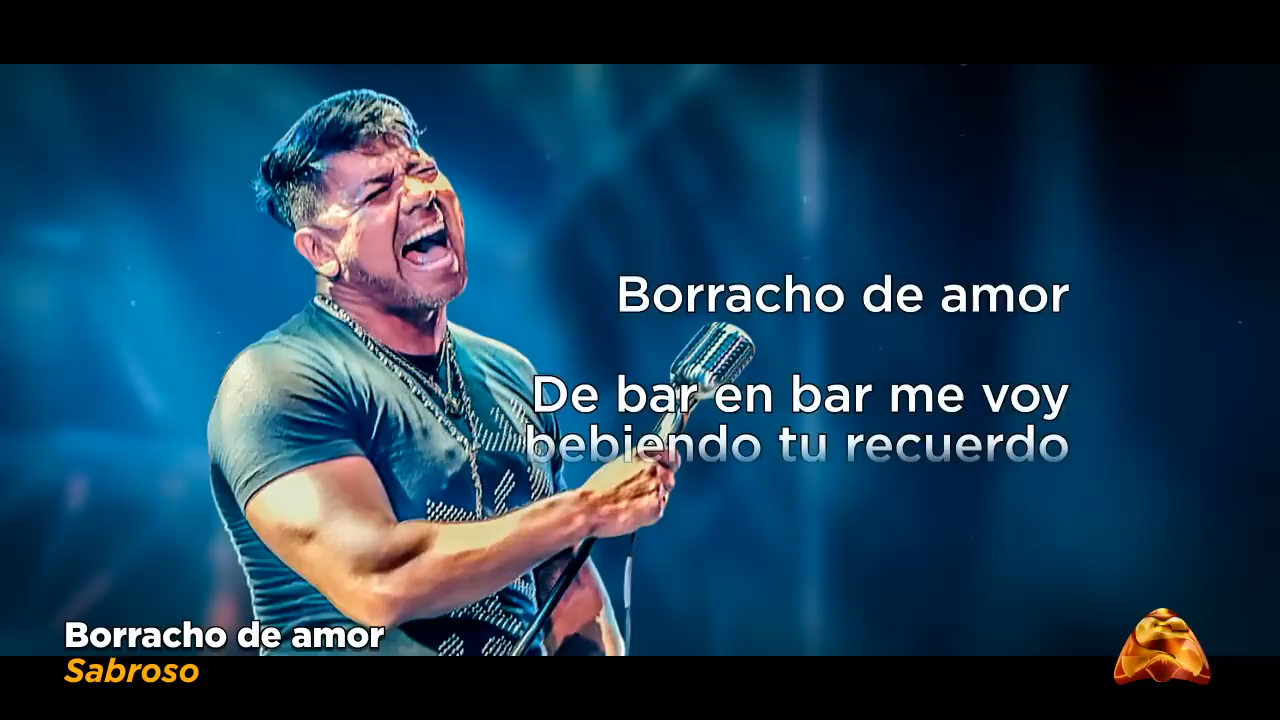 Borracho de amor
De bar en bar me voy
bebiendo tu recuerdo
Borracho de amor
Sabroso